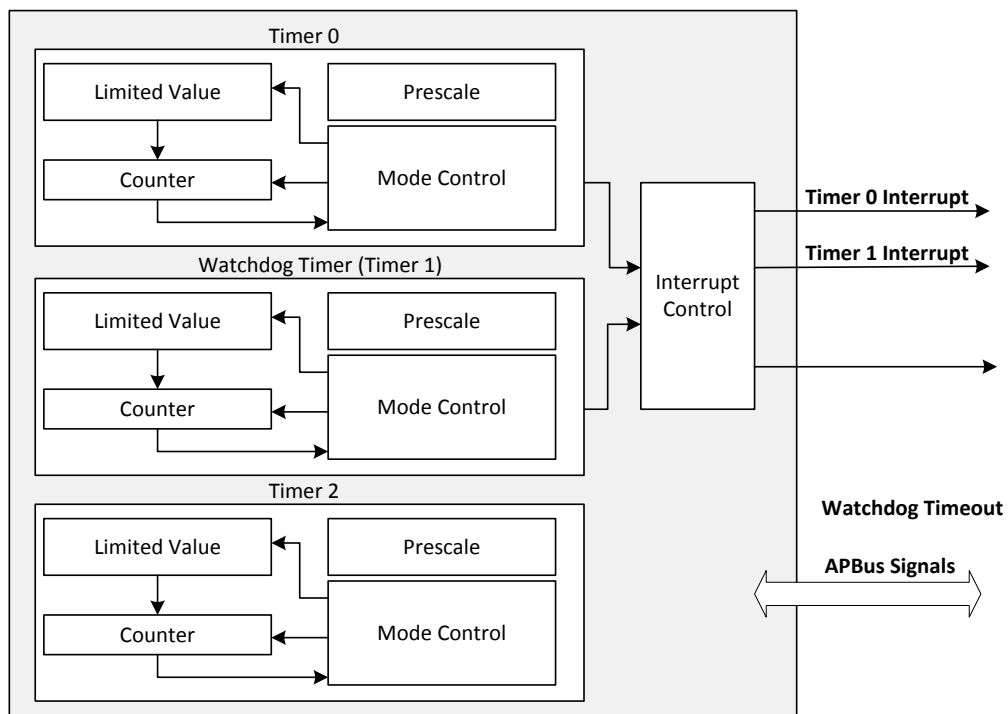 Timer 0
Limited Value
Prescale
Counter
Mode Control
Watchdog Timer (Timer 1)
Limited Value
Prescale
Counter
Mode Control
Timer 2
Limited Value
Prescale
Counter
Mode Control
Interrupt
Control
Timer 0 Interrupt
Timer 1 Interrupt
Watchdog Timeout
APBus Signals